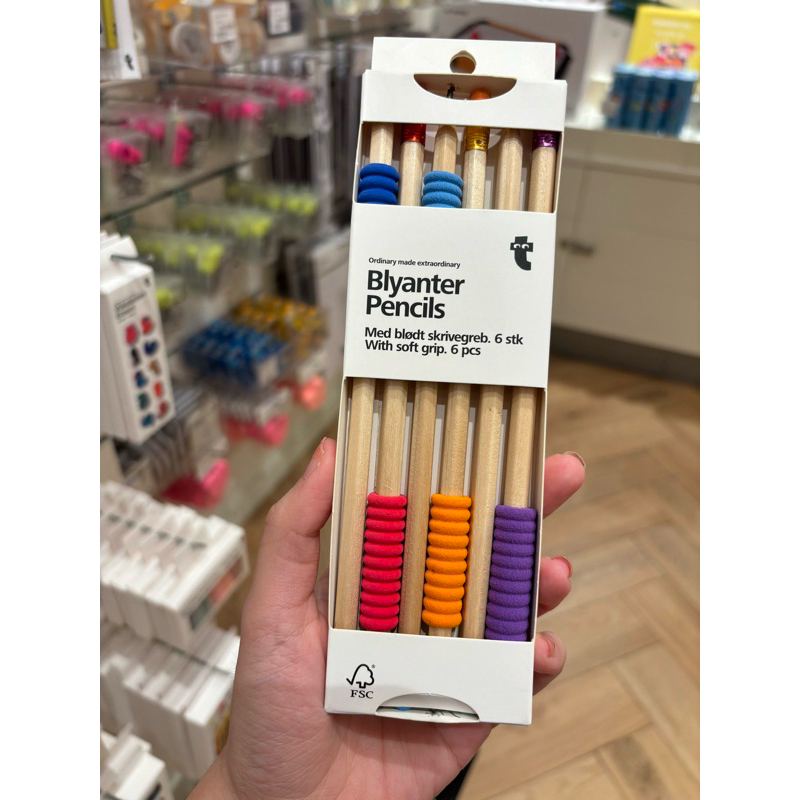 Ordinary made extraordinary
Blyanter
Pencils
Med blødt skrivegreb. 6 stk
With soft grip. 6 pcs
FSC